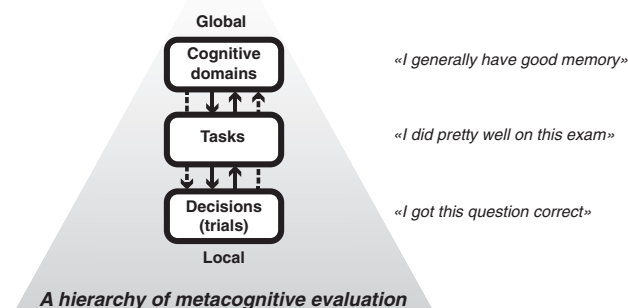 Global
Cognitive
domains
«I generally have good memory»
Tasks
«I did pretty well on this exam»
Decisions
(trials)
«I got this question correct»
Local
A hierarchy of metacognitive evaluation